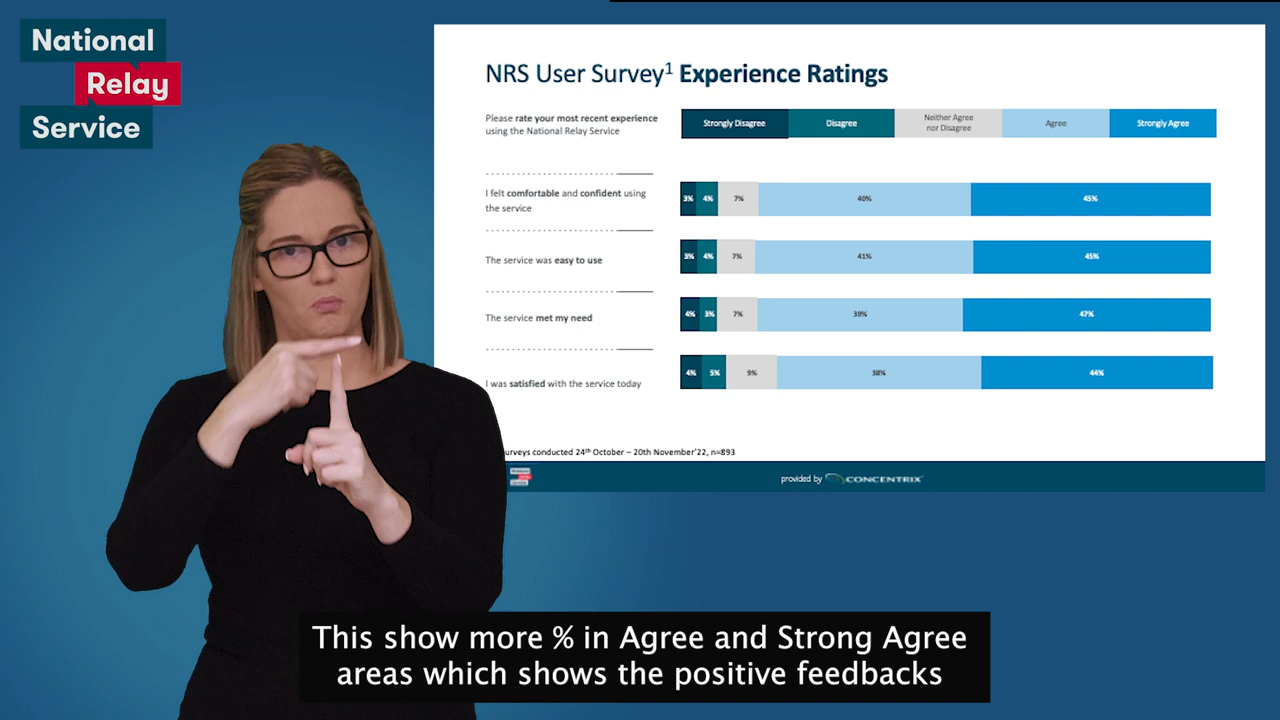 National
Relay
Service
NRS User Survey¹ Experience Ratings
Please rate your most recent experience
using the National Relay Service
Strongly Disagree
Disagree
Neither Agree
nor Disagree
Agree
Strongly Agree
I felt comfortable and confident using
the service
3% 4% 7% 40% 45%
The service was easy to use
3% 4% 7% 41% 45%
The service met my need
4% 3% 7% 39% 47%
I was satisfied with the service today
4% 5% 9% 38% 44%
urveys conducted 24th October – 20th November'22, n=893
provided by CONCENTRIX
This show more % in Agree and Strong Agree
areas which shows the positive feedbacks